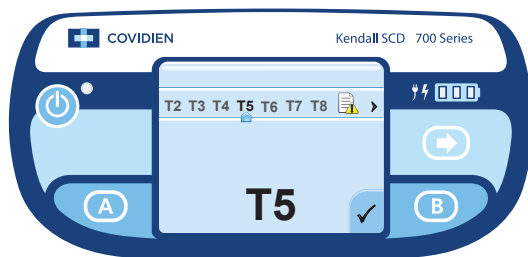 COVIDIEN
Kendall SCD 700 Series
T2 T3 T4 T5 T6 T7 T8
T5
A
B